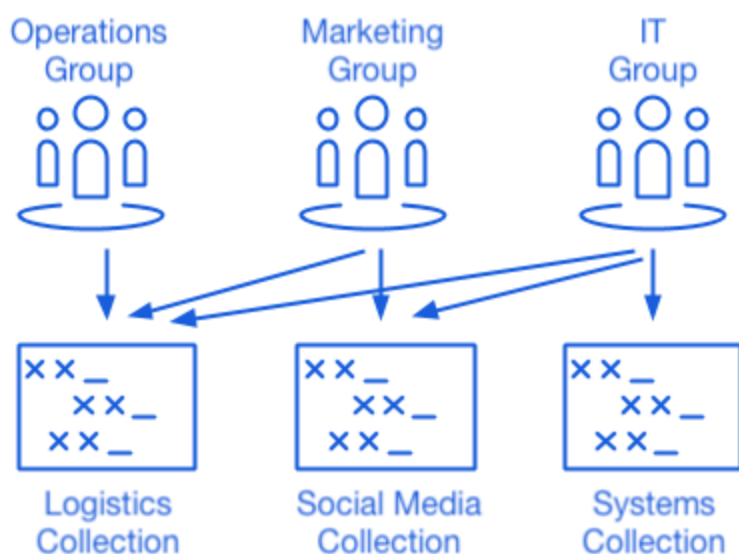 Operations
Group
Marketing
Group
IT
Group
Logistics
Collection
Social Media
Collection
Systems
Collection